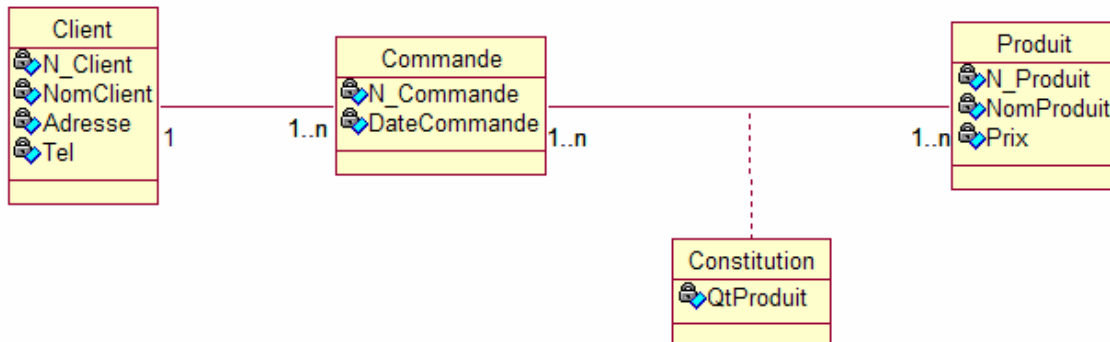 Client
N_Client
NomClient
Adresse
Tel
1
1..n
Commande
N_Commande
DateCommande
1..n
1..n
Produit
N_Produit
NomProduit
Prix
Constitution
QtProduit